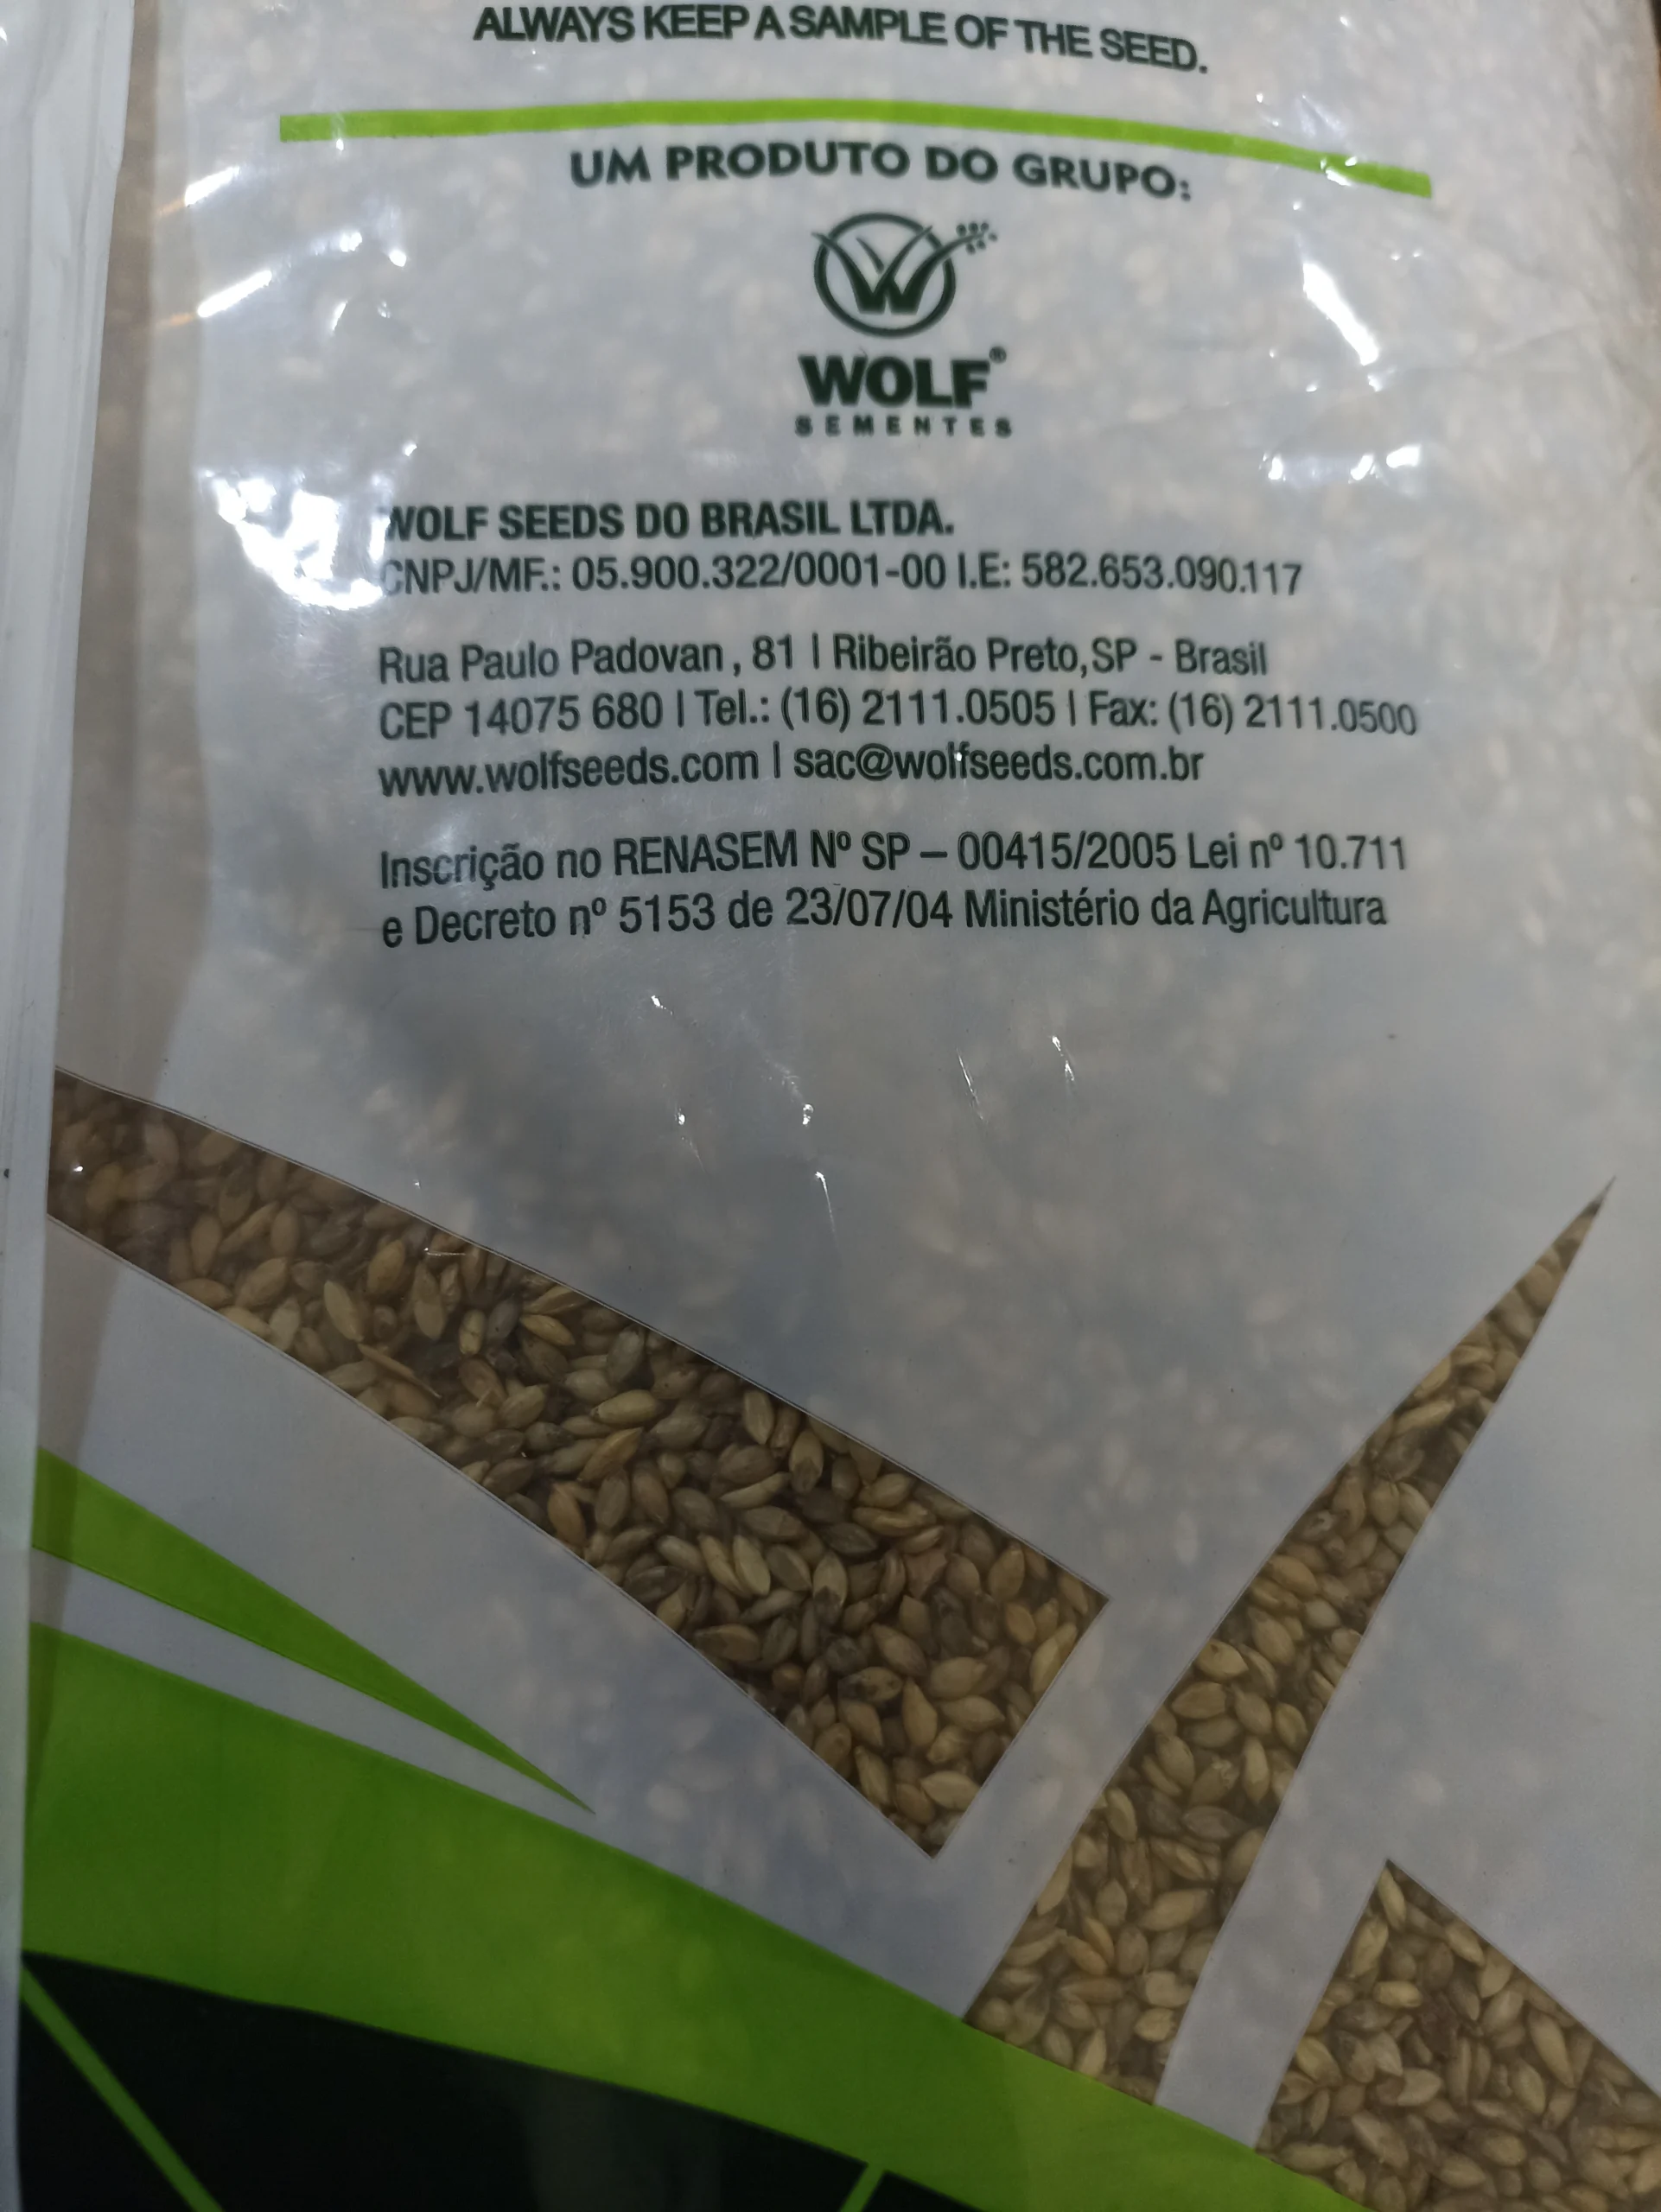 ALWAYS KEEP A SAMPLE OF THE SEED.
UM PRODUTO DO GRUPO:
WOLF®
SEMENTES
WOLF SEEDS DO BRASIL LTDA.
CNPJ/MF.: 05.900.322/0001-00 I.E: 582.653.090.117
Rua Paulo Padovan, 81 | Ribeirão Preto,SP - Brasil
CEP 14075 680 | Tel.: (16) 2111.0505 | Fax: (16) 2111.0500
www.wolfseeds.com | sac@wolfseeds.com.br
Inscrição no RENASEM Nº SP – 00415/2005 Lei nº 10.711
e Decreto nº 5153 de 23/07/04 Ministério da Agricultura